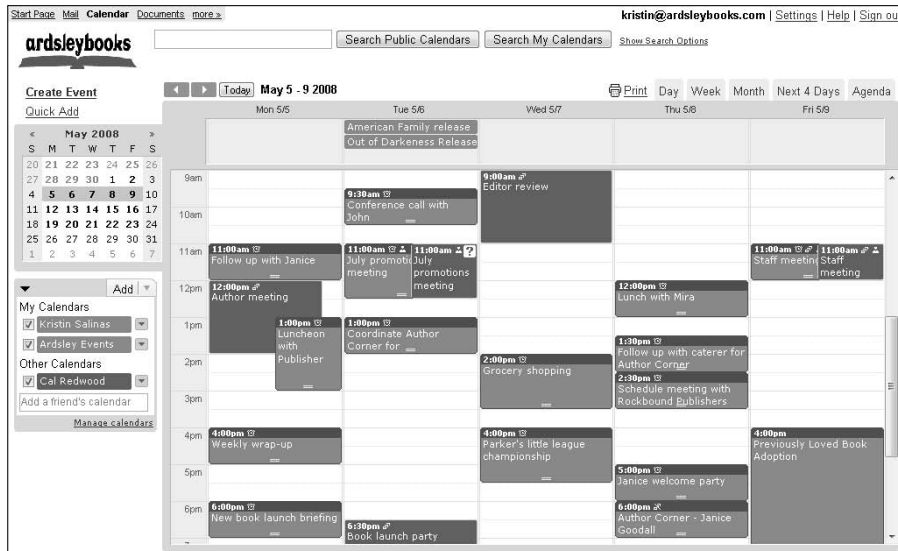 Start Page Mail Calendar Documents more »
kristin@ardsleybooks.com | Settings | Help | Sign ou
ardsleybooks
Search Public Calendars Search My Calendars Show Search Options
Create Event
Quick Add
Today May 5 - 9 2008
Print Day Week Month Next 4 Days Agenda
« May 2008 »
S M T W T F S
20 21 22 23 24 25 26
27 28 29 30 1 2 3
4 5 6 7 8 9 10
11 12 13 14 15 16 17
18 19 20 21 22 23 24
25 26 27 28 29 30 31
1 2 3 4 5 6 7
Add
My Calendars
Kristin Salinas
Ardsley Events
Other Calendars
Cal Redwood
Add a friend's calendar
Manage calendars
Mon 5/5 Tue 5/6 Wed 5/7 Thu 5/8 Fri 5/9
American Family release
Out of Darkeness Release
9am
10am
11am
12pm
1pm
2pm
3pm
4pm
5pm
6pm
11:00am
Follow up with Janice
12:00pm
Author meeting
1:00pm
Luncheon
with
Publisher
4:00pm
Weekly wrap-up
6:00pm
New book launch briefing
9:30am
Conference call with
John
11:00am
July promoti
meeting
11:00am ?
July
promotions
meeting
1:00pm
Coordinate Author
Corner for
6:30pm
Book launch party
9:00am
Editor review
2:00pm
Grocery shopping
4:00pm
Parker's little league
championship
12:00pm
Lunch with Mira
1:30pm
Follow up with caterer for
Author Corner
2:30pm
Schedule meeting with
Rockbound Publishers
5:00pm
Janice welcome party
6:00pm
Author Corner - Janice
Goodall
11:00am
Staff meetin
11:00am
Staff
meeting
4:00pm
Previously Loved Book
Adoption